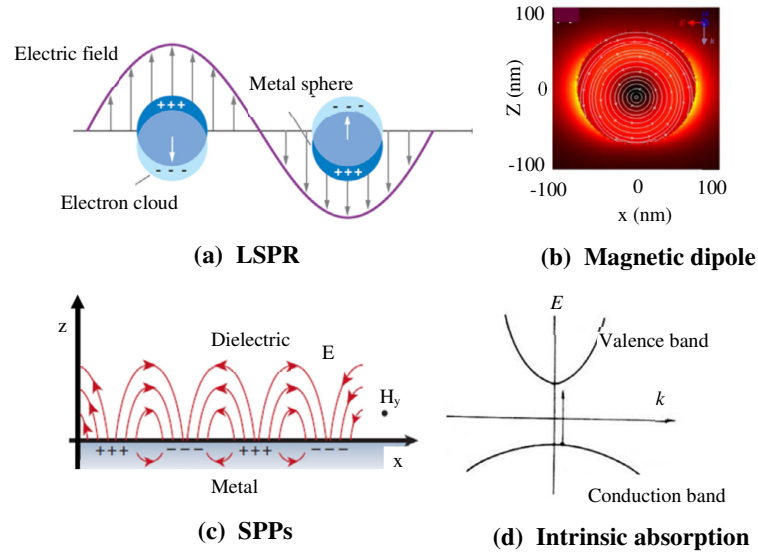 Electric field
Metal sphere
+++
- - -
- - -
+++
Electron cloud
(a) LSPR
100
0
-100
Z (nm)
E
k
-100
0
100
x (nm)
(b) Magnetic dipole
z
Dielectric
E
H_y
+++
− − −
+++
− − −
x
Metal
(c) SPPs
E
Valence band
k
Conduction band
(d) Intrinsic absorption